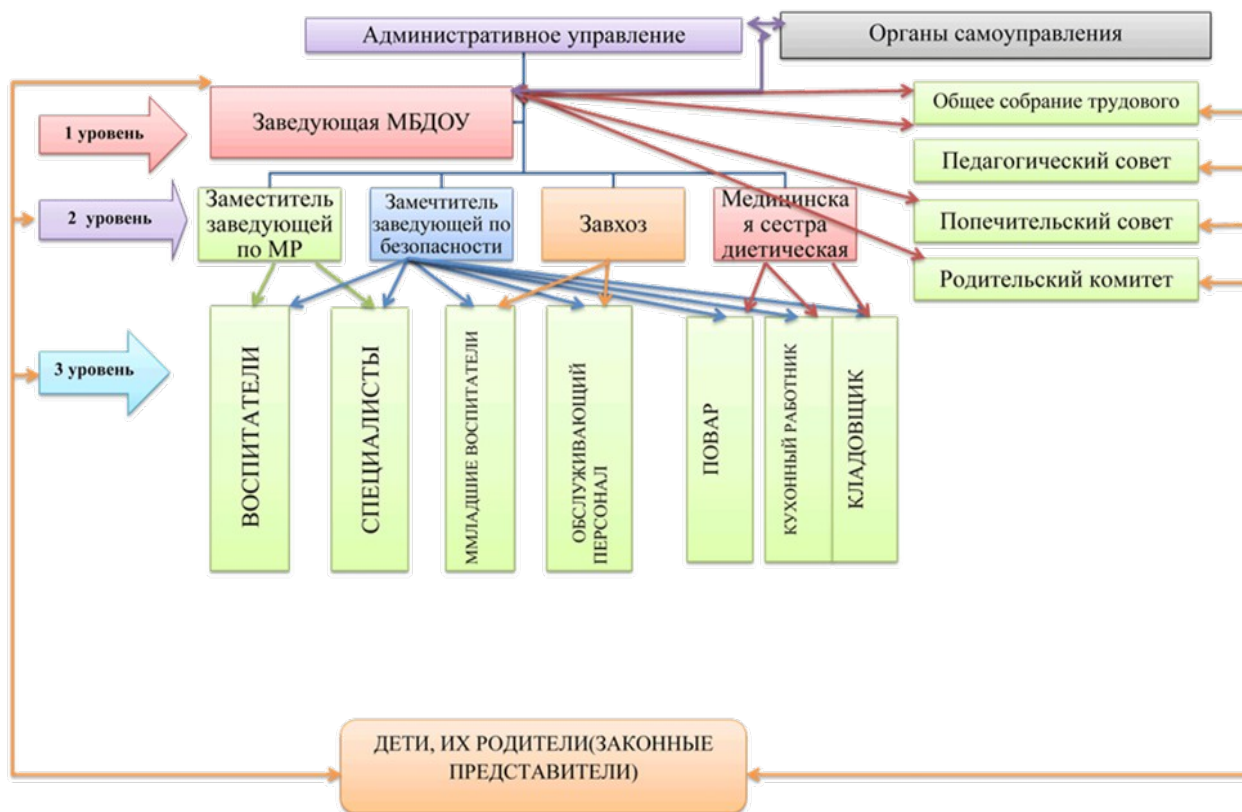 Административное управление
Органы самоуправления
1 уровень
Заведующая МБДОУ
Общее собрание трудового
Педагогический совет
2 уровень
Заместитель
заведующей
по МР
Замечтитель
заведующей по
безопасности
Завхоз
Медицинска
я сестра
диетическая
Попечительский совет
Родительский комитет
3 уровень
ВОСПИТАТЕЛИ
СПЕЦИАЛИСТЫ
ММЛАДШИЕ ВОСПИТАТЕЛИ
ОБСЛУЖИВАЮЩИЙ
ПЕРСОНАЛ
ПОВАР
КУХОННЫЙ РАБОТНИК
КЛАДОВЩИК
ДЕТИ, ИХ РОДИТЕЛИ(ЗАКОННЫЕ
ПРЕДСТАВИТЕЛИ)